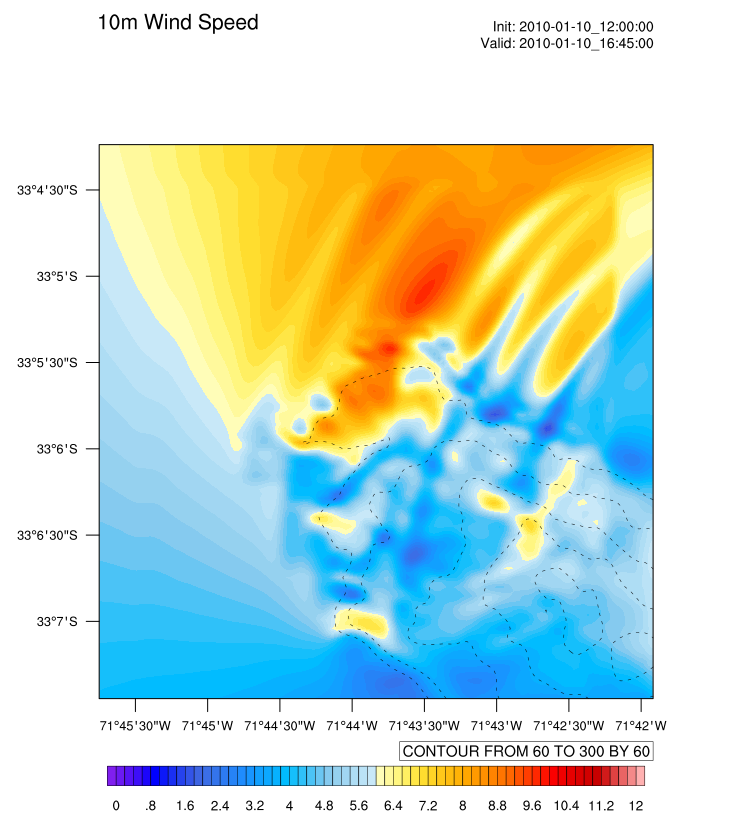 10m Wind Speed
Init: 2010-01-10_12:00:00
Valid: 2010-01-10_16:45:00
33°4'30"S
33°5'S
33°5'30"S
33°6'S
33°6'30"S
33°7'S
71°45'30"W 71°45'W 71°44'30"W 71°44'W 71°43'30"W 71°43'W 71°42'30"W 71°42'W
CONTOUR FROM 60 TO 300 BY 60
0 .8 1.6 2.4 3.2 4 4.8 5.6 6.4 7.2 8 8.8 9.6 10.4 11.2 12